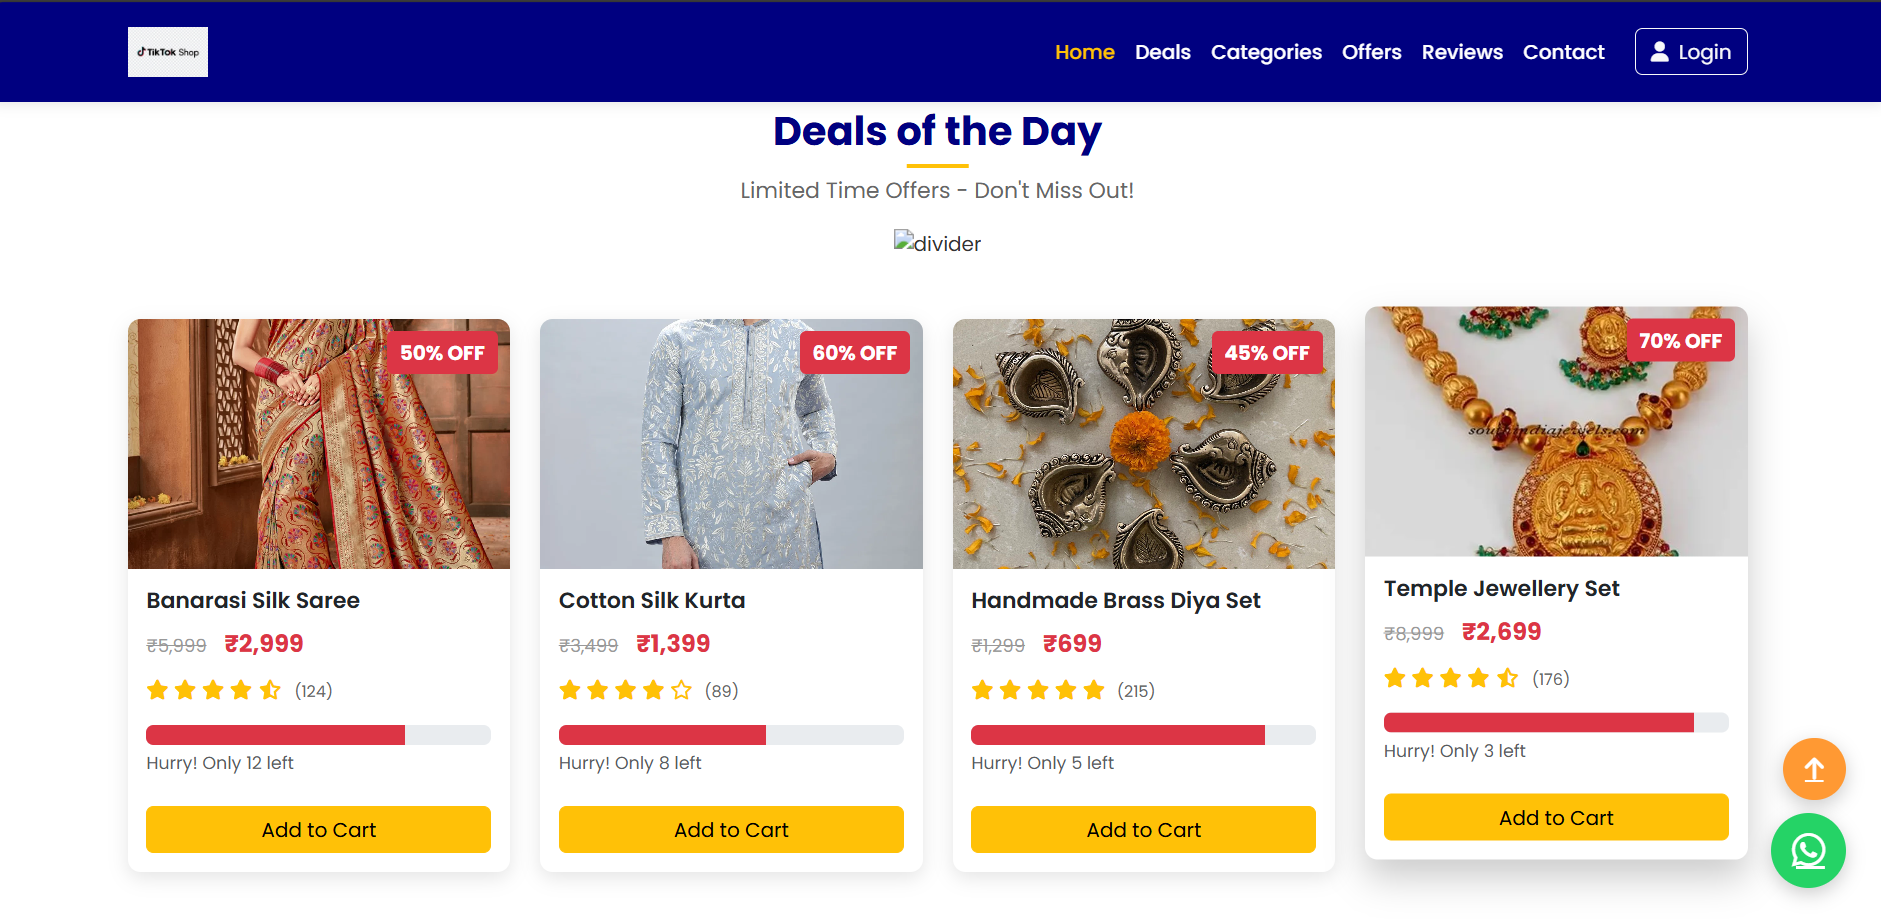 TikTok Shop
Home Deals Categories Offers Reviews Contact Login
Deals of the Day
Limited Time Offers - Don't Miss Out!
divider
50% OFF
Banarasi Silk Saree
₹5,999 ₹2,999
(124)
Hurry! Only 12 left
Add to Cart
60% OFF
Cotton Silk Kurta
₹3,499 ₹1,399
(89)
Hurry! Only 8 left
Add to Cart
45% OFF
Handmade Brass Diya Set
₹1,299 ₹699
(215)
Hurry! Only 5 left
Add to Cart
70% OFF
southindiajewels.com
Temple Jewellery Set
₹8,999 ₹2,699
(176)
Hurry! Only 3 left
Add to Cart